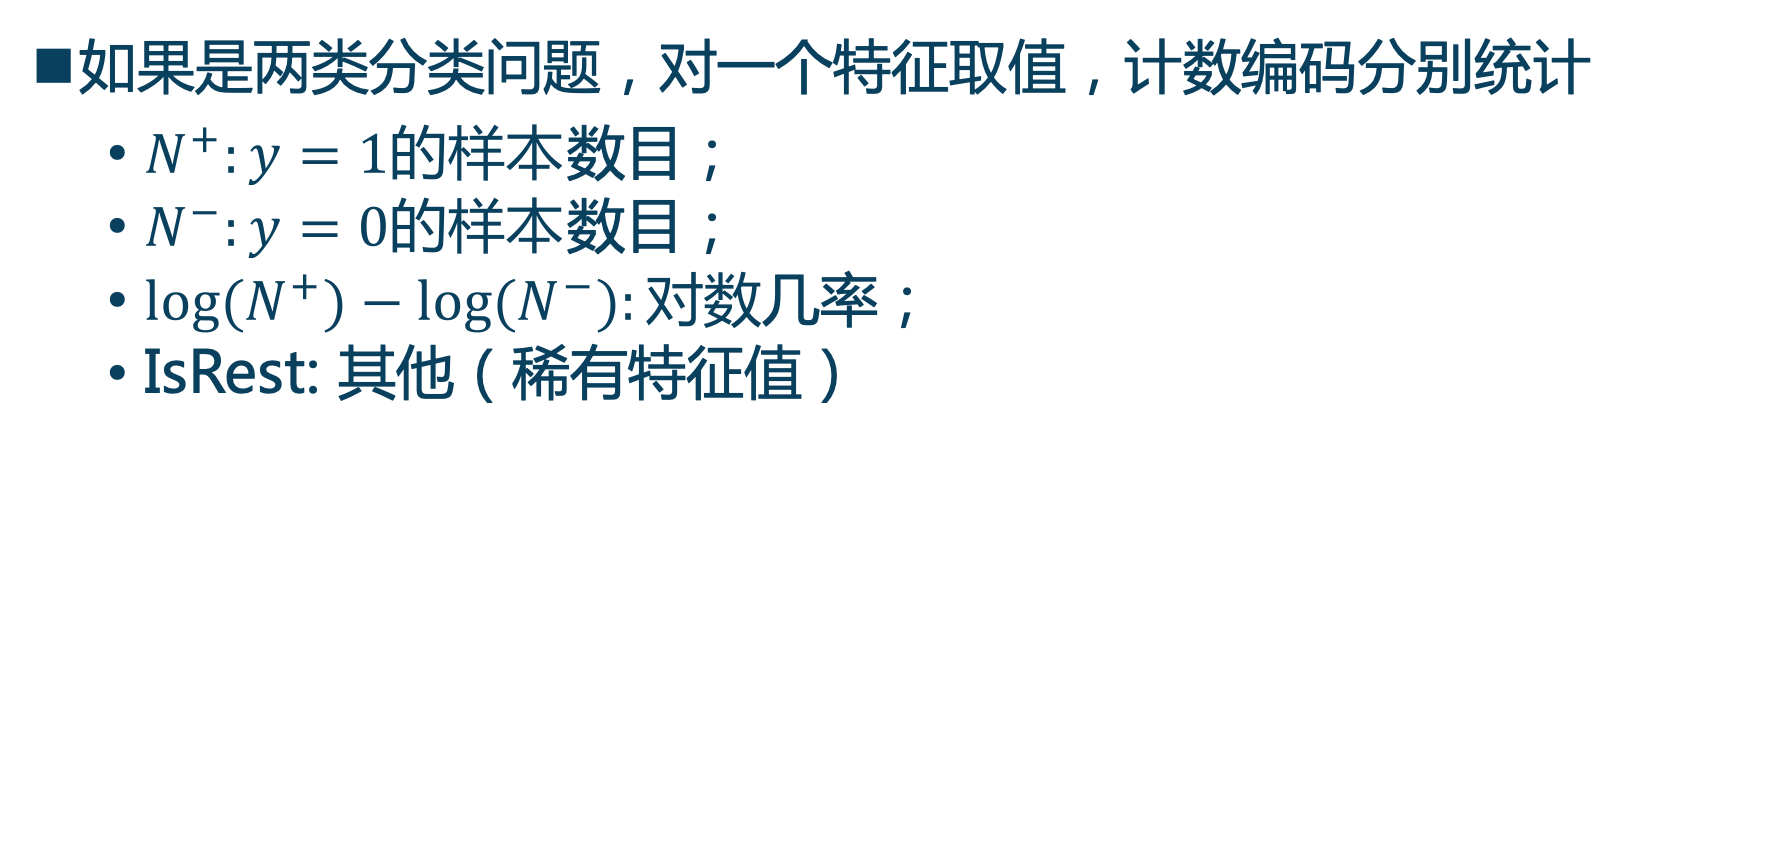 ■如果是两类分类问题，对一个特征取值，计数编码分别统计
• N⁺: y = 1的样本数目；
• N⁻: y = 0的样本数目；
• log(N⁺) − log(N⁻): 对数几率；
• IsRest: 其他（稀有特征值）